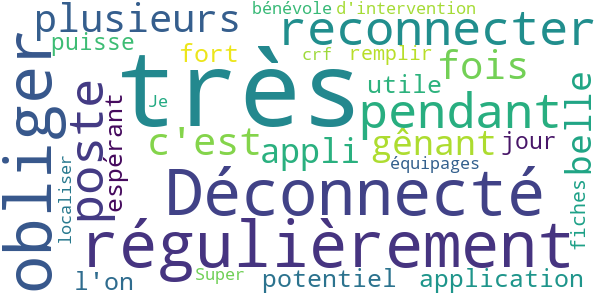 bénévole d'intervention
plusieurs
reconnecter
puisse
fort
crf
remplir
fois
très
utile
obliger
poste
espérant
Je
pendant
belle
c'est
appli
gênant
jour
équipages
localiser
Déconnecté
fiches
régulièrement
l'on
Super
potentiel
application